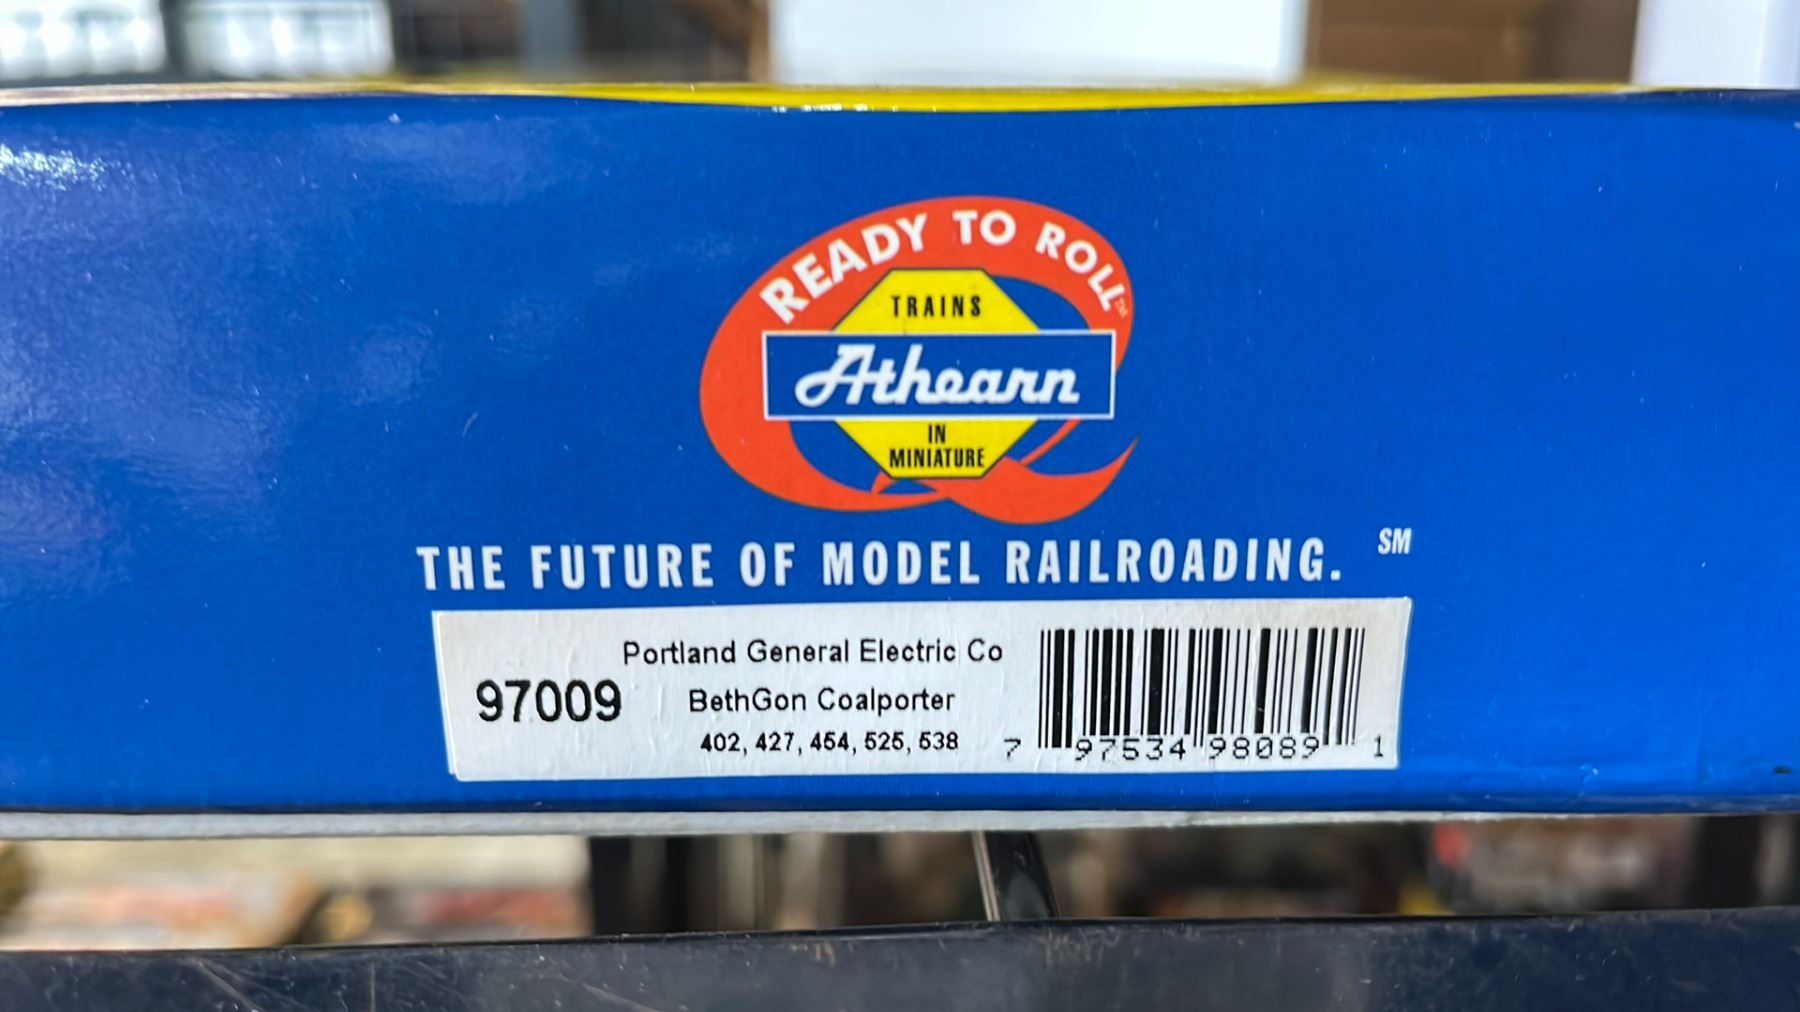 READY TO ROLL™
TRAINS
Athearn
IN
MINIATURE
THE FUTURE OF MODEL RAILROADING. SM
Portland General Electric Co
97009
BethGon Coalporter
402, 427, 454, 525, 538
7 97534 98089 1